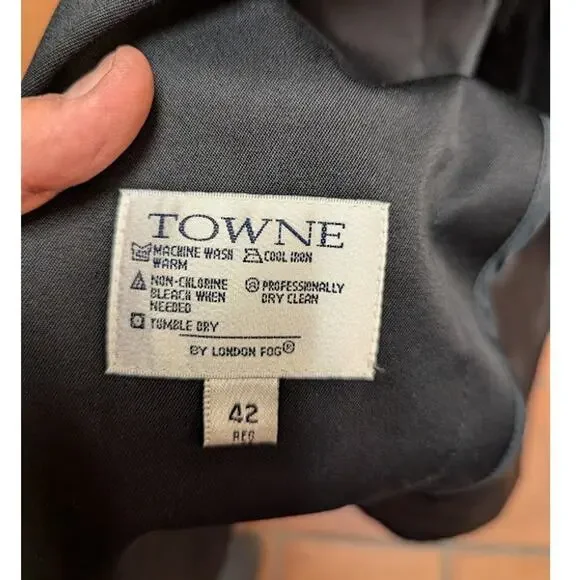 TOWNE
MACHINE WASH WARM
COOL IRON
NON-CHLORINE BLEACH WHEN NEEDED
PROFESSIONALLY DRY CLEAN
TUMBLE DRY
BY LONDON FOG®
42
REG